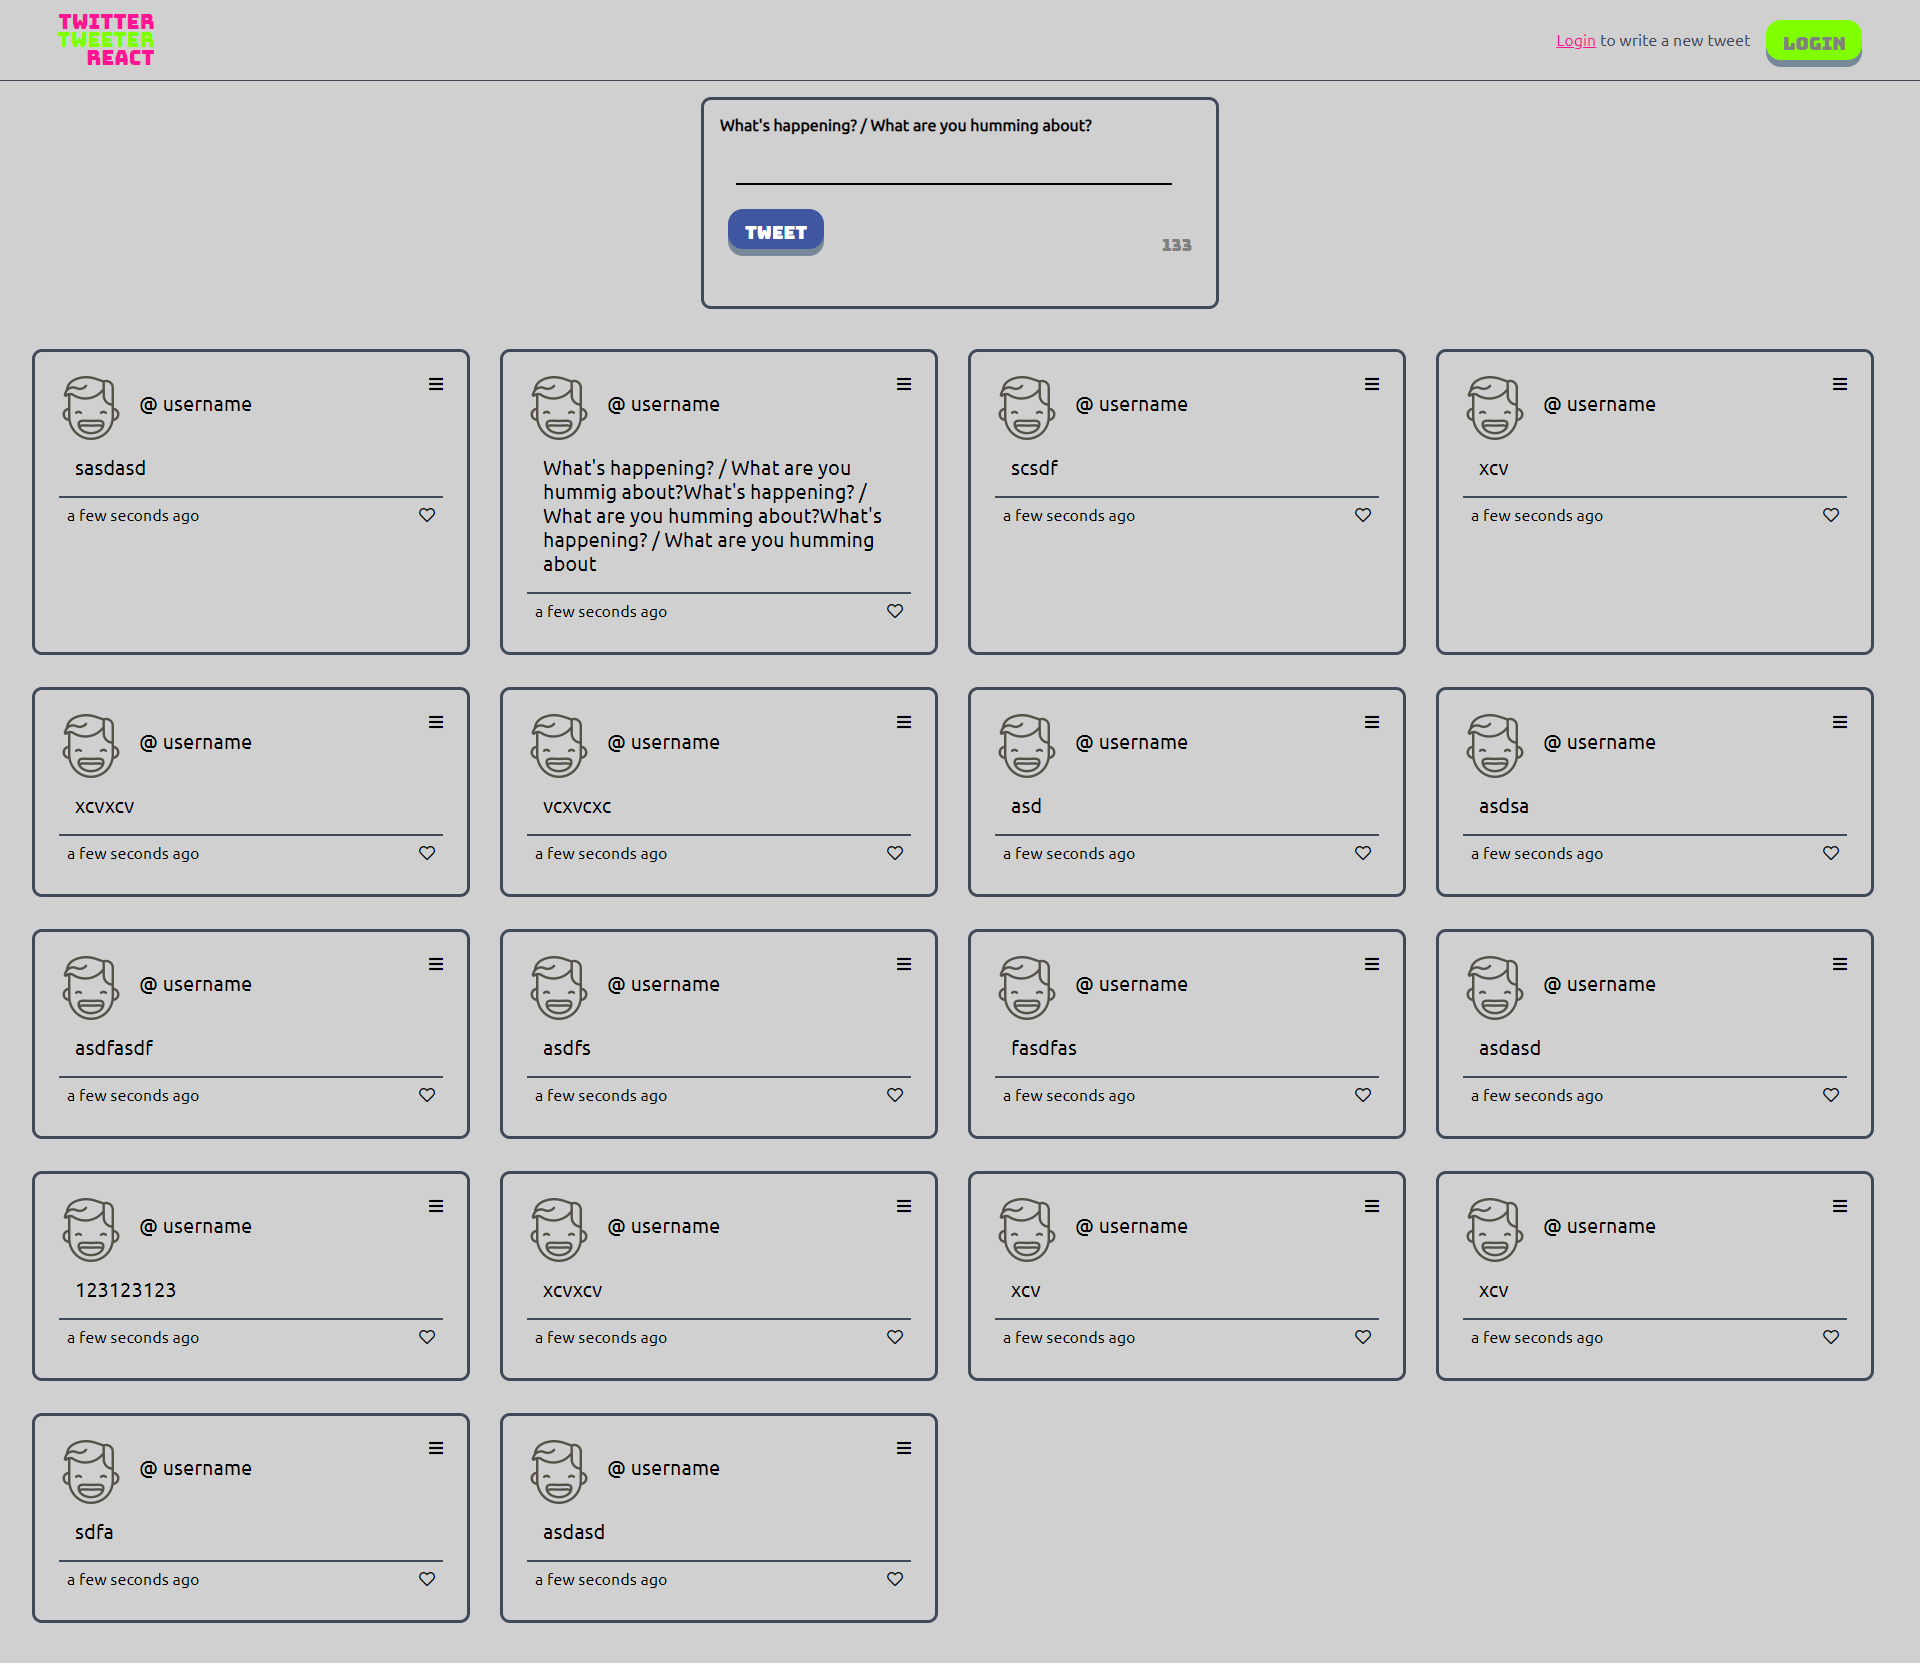 TWITTER
TWEETER
REACT
Login to write a new tweet
LOGIN
What's happening? / What are you humming about?
TWEET
133
@ username
sasdasd
a few seconds ago
@ username
What's happening? / What are you
hummig about?What's happening? /
What are you humming about?What's
happening? / What are you humming
about
a few seconds ago
@ username
scsdf
a few seconds ago
@ username
xcv
a few seconds ago
@ username
xcvxcv
a few seconds ago
@ username
vcxvcxc
a few seconds ago
@ username
asd
a few seconds ago
@ username
asdsa
a few seconds ago
@ username
asdfasdf
a few seconds ago
@ username
asdfs
a few seconds ago
@ username
fasdfas
a few seconds ago
@ username
asdasd
a few seconds ago
@ username
123123123
a few seconds ago
@ username
xcvxcv
a few seconds ago
@ username
xcv
a few seconds ago
@ username
xcv
a few seconds ago
@ username
sdfa
a few seconds ago
@ username
asdasd
a few seconds ago